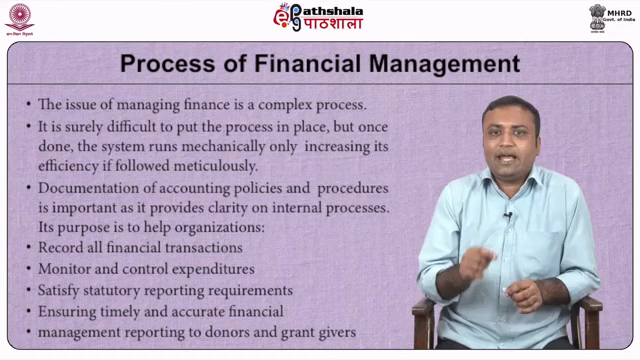 Pathshala
पाठशाला
MHRD
Govt. of India
Process of Financial Management
• The issue of managing finance is a complex process.
• It is surely difficult to put the process in place, but once
done, the system runs mechanically only increasing its
efficiency if followed meticulously.
• Documentation of accounting policies and procedures
is important as it provides clarity on internal processes.
Its purpose is to help organizations:
• Record all financial transactions
• Monitor and control expenditures
• Satisfy statutory reporting requirements
• Ensuring timely and accurate financial
• management reporting to donors and grant givers